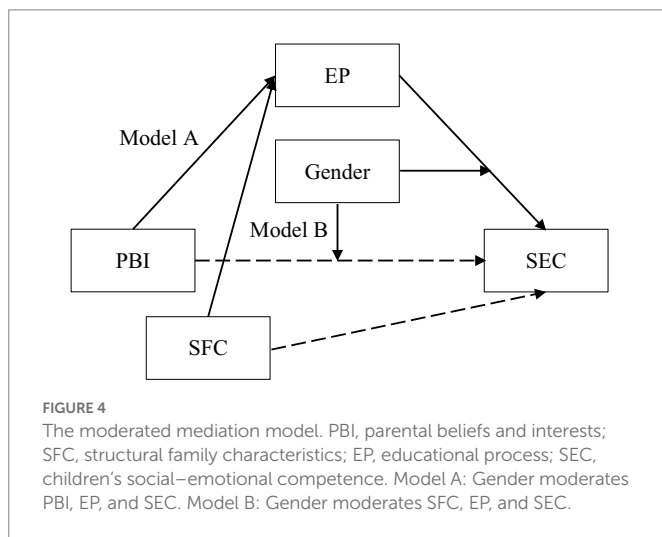 EP
Model A
Gender
Model B
PBI
SEC
SFC
FIGURE 4
The moderated mediation model. PBI, parental beliefs and interests;
SFC, structural family characteristics; EP, educational process; SEC,
children’s social–emotional competence. Model A: Gender moderates
PBI, EP, and SEC. Model B: Gender moderates SFC, EP, and SEC.